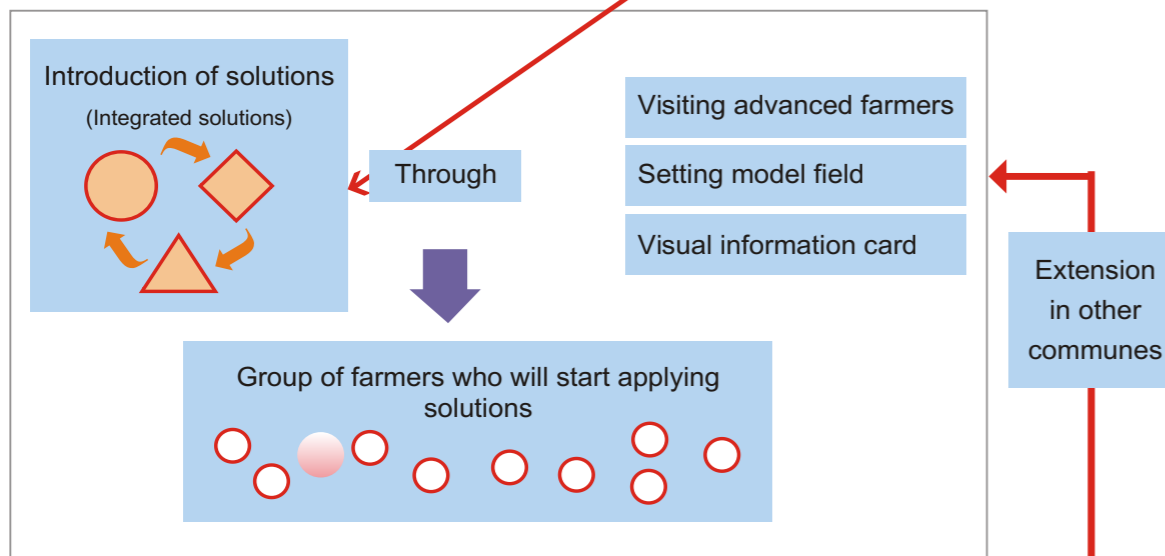 Introduction of solutions
(Integrated solutions)
Through
Visiting advanced farmers
Setting model field
Visual information card
Extension
in other
communes
Group of farmers who will start applying
solutions